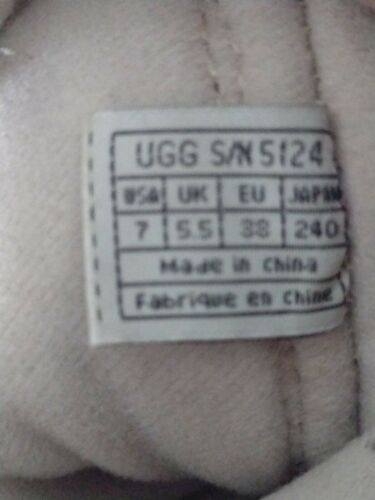 UGG S/N 5124
USA UK EU JAPAN
7 5.5 38 240
Made in China
Fabrique en Chine